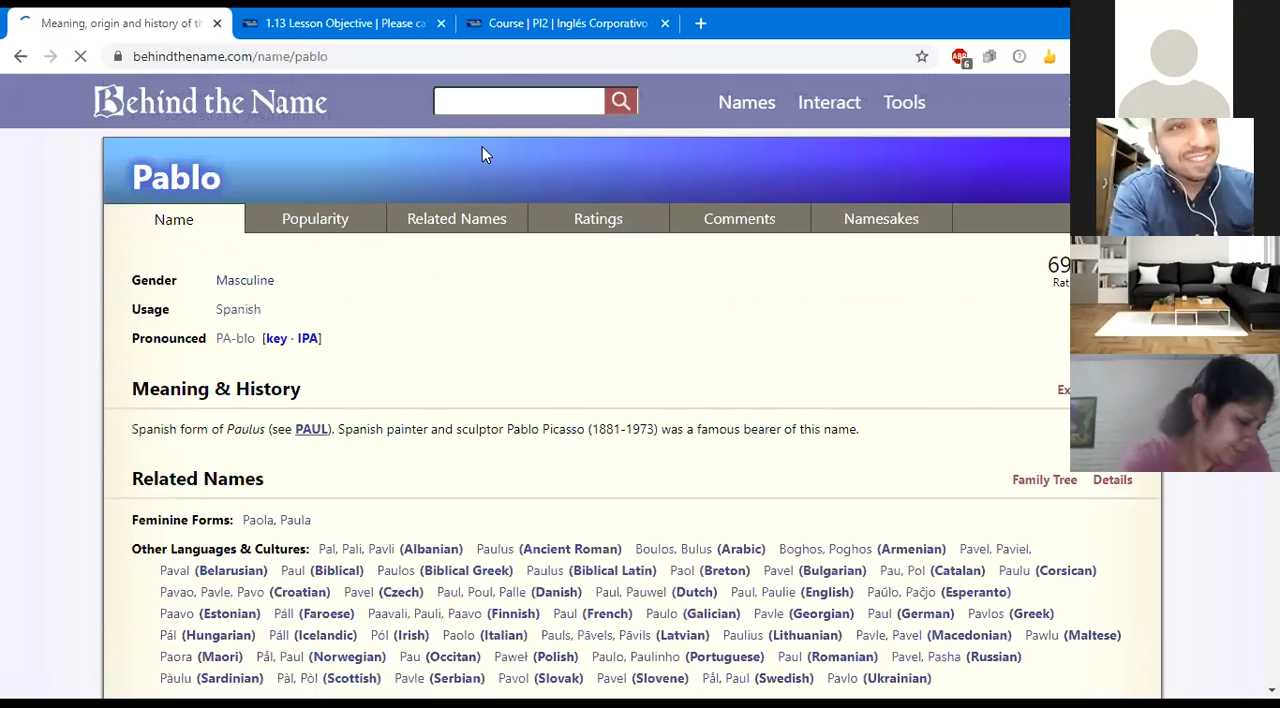 Meaning, origin and history of th
1.13 Lesson Objective | Please ca
Course | PI2 | Inglés Corporativo
behindthename.com/name/pablo
6
Behind the Name
Names Interact Tools
Pablo
Name Popularity Related Names Ratings Comments Namesakes
69
Rat
Gender Masculine
Usage Spanish
Pronounced PA-blo [key · IPA]
Meaning & History
Ex
Spanish form of Paulus (see PAUL). Spanish painter and sculptor Pablo Picasso (1881-1973) was a famous bearer of this name.
Related Names Family Tree Details
Feminine Forms: Paola, Paula
Other Languages & Cultures: Pal, Pali, Pavli (Albanian) Paulus (Ancient Roman) Boulos, Bulus (Arabic) Boghos, Poghos (Armenian) Pavel, Paviel,
Paval (Belarusian) Paul (Biblical) Paulos (Biblical Greek) Paulus (Biblical Latin) Paol (Breton) Pavel (Bulgarian) Pau, Pol (Catalan) Paulu (Corsican)
Pavao, Pavle, Pavo (Croatian) Pavel (Czech) Paul, Poul, Palle (Danish) Paul, Pauwel (Dutch) Paul, Paulie (English) Paŭlo, Paĉjo (Esperanto)
Paavo (Estonian) Páll (Faroese) Paavali, Pauli, Paavo (Finnish) Paul (French) Paulo (Galician) Pavle (Georgian) Paul (German) Pavlos (Greek)
Pál (Hungarian) Páll (Icelandic) Pól (Irish) Paolo (Italian) Pauls, Pāvels, Pāvils (Latvian) Paulius (Lithuanian) Pavle, Pavel (Macedonian) Pawlu (Maltese)
Paora (Maori) Pål, Paul (Norwegian) Pau (Occitan) Paweł (Polish) Paulo, Paulinho (Portuguese) Paul (Romanian) Pavel, Pasha (Russian)
Pàulu (Sardinian) Pàl, Pòl (Scottish) Pavle (Serbian) Pavol (Slovak) Pavel (Slovene) Pål, Paul (Swedish) Pavlo (Ukrainian)